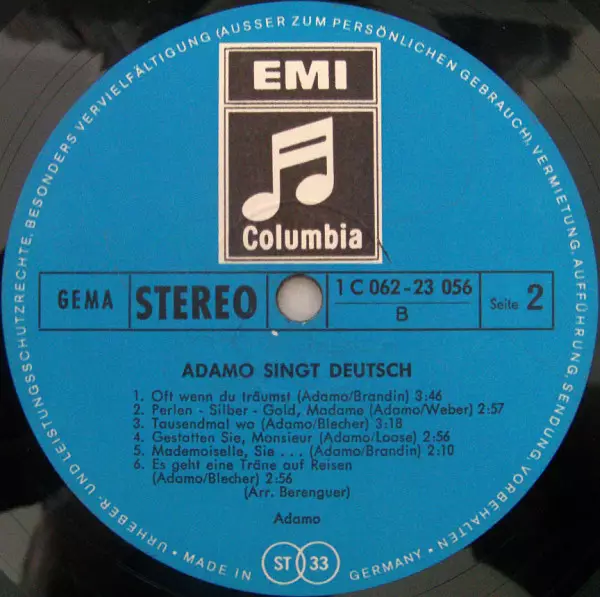 URHEBER- UND LEISTUNGSSCHUTZRECHTE, BESONDERS VERVIELFÄLTIGUNG (AUSSER ZUM PERSÖNLICHEN GEBRAUCH), VERMIETUNG, AUFFÜHRUNG, SENDUNG, VORBEHALTEN
EMI
Columbia
GEMA
STEREO
1 C 062-23 056
B
Seite 2
ADAMO SINGT DEUTSCH
1. Oft wenn du träumst (Adamo/Brandin) 3:46
2. Perlen - Silber - Gold, Madame (Adamo/Weber) 2:57
3. Tausendmal wo (Adamo/Blecher) 3:18
4. Gestatten Sie, Monsieur (Adamo/Loose) 2:56
5. Mademoiselle, Sie . . . (Adamo/Brandin) 2:10
6. Es geht eine Träne auf Reisen
(Adamo/Blecher) 2:56
(Arr. Berenguer)
Adamo
• MADE IN ST 33 GERMANY •